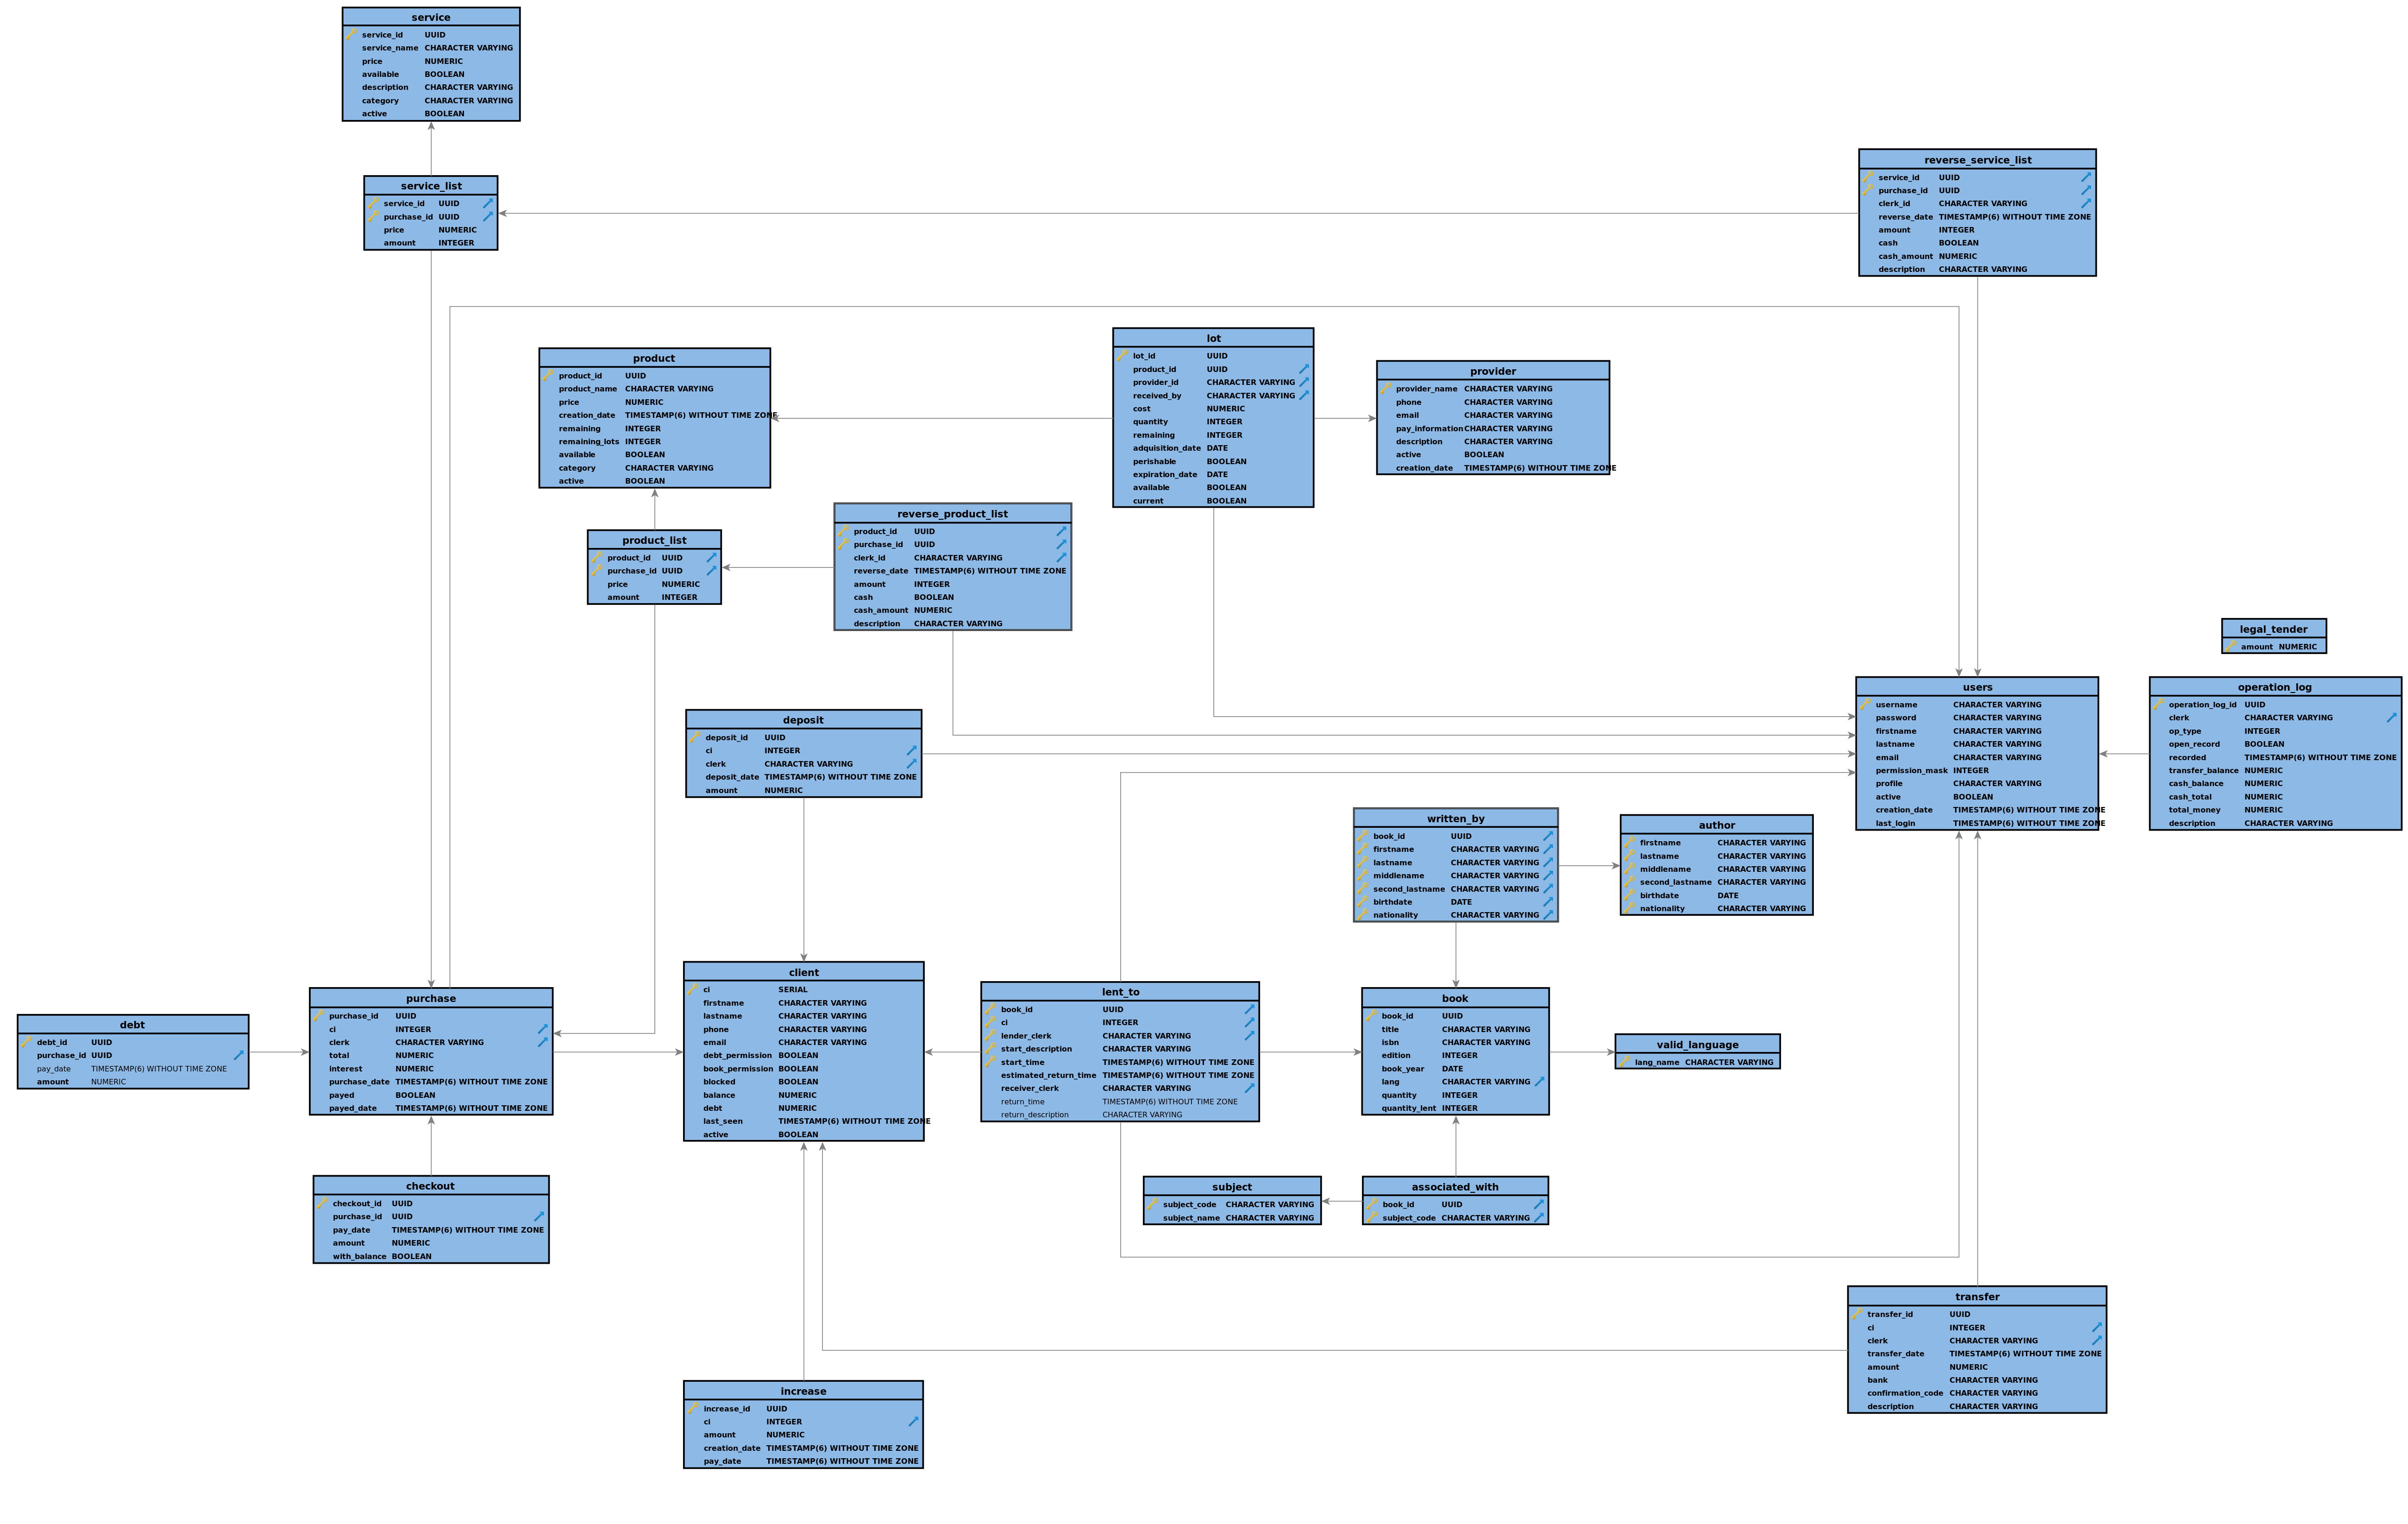 service
service_id UUID
service_name CHARACTER VARYING
price NUMERIC
available BOOLEAN
description CHARACTER VARYING
category CHARACTER VARYING
active BOOLEAN
service_list
service_id UUID
purchase_id UUID
price NUMERIC
amount INTEGER
reverse_service_list
service_id UUID
purchase_id UUID
clerk_id CHARACTER VARYING
reverse_date TIMESTAMP(6) WITHOUT TIME ZONE
amount INTEGER
cash BOOLEAN
cash_amount NUMERIC
description CHARACTER VARYING
product
product_id UUID
product_name CHARACTER VARYING
price NUMERIC
creation_date TIMESTAMP(6) WITHOUT TIME ZONE
remaining INTEGER
remaining_lots INTEGER
available BOOLEAN
category CHARACTER VARYING
active BOOLEAN
lot
lot_id UUID
product_id UUID
provider_id CHARACTER VARYING
received_by CHARACTER VARYING
cost NUMERIC
quantity INTEGER
remaining INTEGER
adquisition_date DATE
perishable BOOLEAN
expiration_date DATE
available BOOLEAN
current BOOLEAN
provider
provider_name CHARACTER VARYING
phone CHARACTER VARYING
email CHARACTER VARYING
pay_information CHARACTER VARYING
description CHARACTER VARYING
active BOOLEAN
creation_date TIMESTAMP(6) WITHOUT TIME ZONE
product_list
product_id UUID
purchase_id UUID
price NUMERIC
amount INTEGER
reverse_product_list
product_id UUID
purchase_id UUID
clerk_id CHARACTER VARYING
reverse_date TIMESTAMP(6) WITHOUT TIME ZONE
amount INTEGER
cash BOOLEAN
cash_amount NUMERIC
description CHARACTER VARYING
legal_tender
amount NUMERIC
deposit
deposit_id UUID
ci INTEGER
clerk CHARACTER VARYING
deposit_date TIMESTAMP(6) WITHOUT TIME ZONE
amount NUMERIC
users
username CHARACTER VARYING
password CHARACTER VARYING
firstname CHARACTER VARYING
lastname CHARACTER VARYING
email CHARACTER VARYING
permission_mask INTEGER
profile CHARACTER VARYING
active BOOLEAN
creation_date TIMESTAMP(6) WITHOUT TIME ZONE
last_login TIMESTAMP(6) WITHOUT TIME ZONE
operation_log
operation_log_id UUID
clerk CHARACTER VARYING
op_type INTEGER
open_record BOOLEAN
recorded TIMESTAMP(6) WITHOUT TIME ZONE
transfer_balance NUMERIC
cash_balance NUMERIC
cash_total NUMERIC
total_money NUMERIC
description CHARACTER VARYING
written_by
book_id UUID
firstname CHARACTER VARYING
lastname CHARACTER VARYING
middlename CHARACTER VARYING
second_lastname CHARACTER VARYING
birthdate DATE
nationality CHARACTER VARYING
author
firstname CHARACTER VARYING
lastname CHARACTER VARYING
middlename CHARACTER VARYING
second_lastname CHARACTER VARYING
birthdate DATE
nationality CHARACTER VARYING
debt
debt_id UUID
purchase_id UUID
pay_date TIMESTAMP(6) WITHOUT TIME ZONE
amount NUMERIC
purchase
purchase_id UUID
ci INTEGER
clerk CHARACTER VARYING
total NUMERIC
interest NUMERIC
purchase_date TIMESTAMP(6) WITHOUT TIME ZONE
payed BOOLEAN
payed_date TIMESTAMP(6) WITHOUT TIME ZONE
client
ci SERIAL
firstname CHARACTER VARYING
lastname CHARACTER VARYING
phone CHARACTER VARYING
email CHARACTER VARYING
debt_permission BOOLEAN
book_permission BOOLEAN
blocked BOOLEAN
balance NUMERIC
debt NUMERIC
last_seen TIMESTAMP(6) WITHOUT TIME ZONE
active BOOLEAN
lent_to
book_id UUID
ci INTEGER
lender_clerk CHARACTER VARYING
start_description CHARACTER VARYING
start_time TIMESTAMP(6) WITHOUT TIME ZONE
estimated_return_time TIMESTAMP(6) WITHOUT TIME ZONE
receiver_clerk CHARACTER VARYING
return_time TIMESTAMP(6) WITHOUT TIME ZONE
return_description CHARACTER VARYING
book
book_id UUID
title CHARACTER VARYING
isbn CHARACTER VARYING
edition INTEGER
book_year DATE
lang CHARACTER VARYING
quantity INTEGER
quantity_lent INTEGER
valid_language
lang_name CHARACTER VARYING
checkout
checkout_id UUID
purchase_id UUID
pay_date TIMESTAMP(6) WITHOUT TIME ZONE
amount NUMERIC
with_balance BOOLEAN
subject
subject_code CHARACTER VARYING
subject_name CHARACTER VARYING
associated_with
book_id UUID
subject_code CHARACTER VARYING
transfer
transfer_id UUID
ci INTEGER
clerk CHARACTER VARYING
transfer_date TIMESTAMP(6) WITHOUT TIME ZONE
amount NUMERIC
bank CHARACTER VARYING
confirmation_code CHARACTER VARYING
description CHARACTER VARYING
increase
increase_id UUID
ci INTEGER
amount NUMERIC
creation_date TIMESTAMP(6) WITHOUT TIME ZONE
pay_date TIMESTAMP(6) WITHOUT TIME ZONE